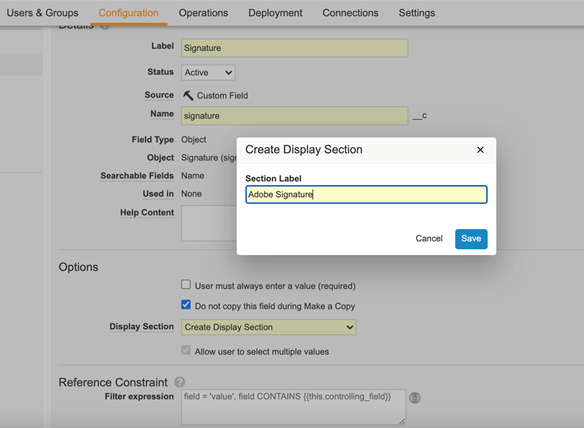 Users & Groups Configuration Operations Deployment Connections Settings
Details
Label Signature
Status Active
Source Custom Field
Name signature __c
Field Type Object
Object Signature (sig
Searchable Fields Name
Used in None
Help Content
Create Display Section ×
Section Label
Adobe Signature
Cancel Save
Options
User must always enter a value (required)
Do not copy this field during Make a Copy
Display Section Create Display Section
Allow user to select multiple values
Reference Constraint ?
Filter expression field = 'value', field CONTAINS {{this.controlling_field}}